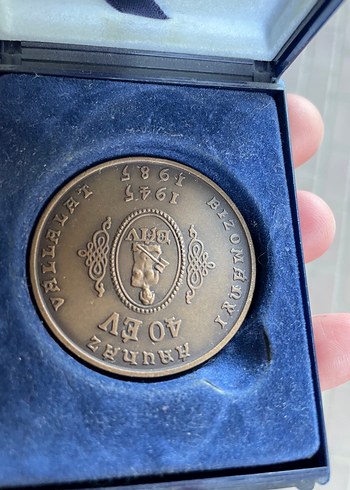 BIZOMÁNYI ÁRUHÁZ VÁLLALAT
40 ÉV
BÁV
1945
1985